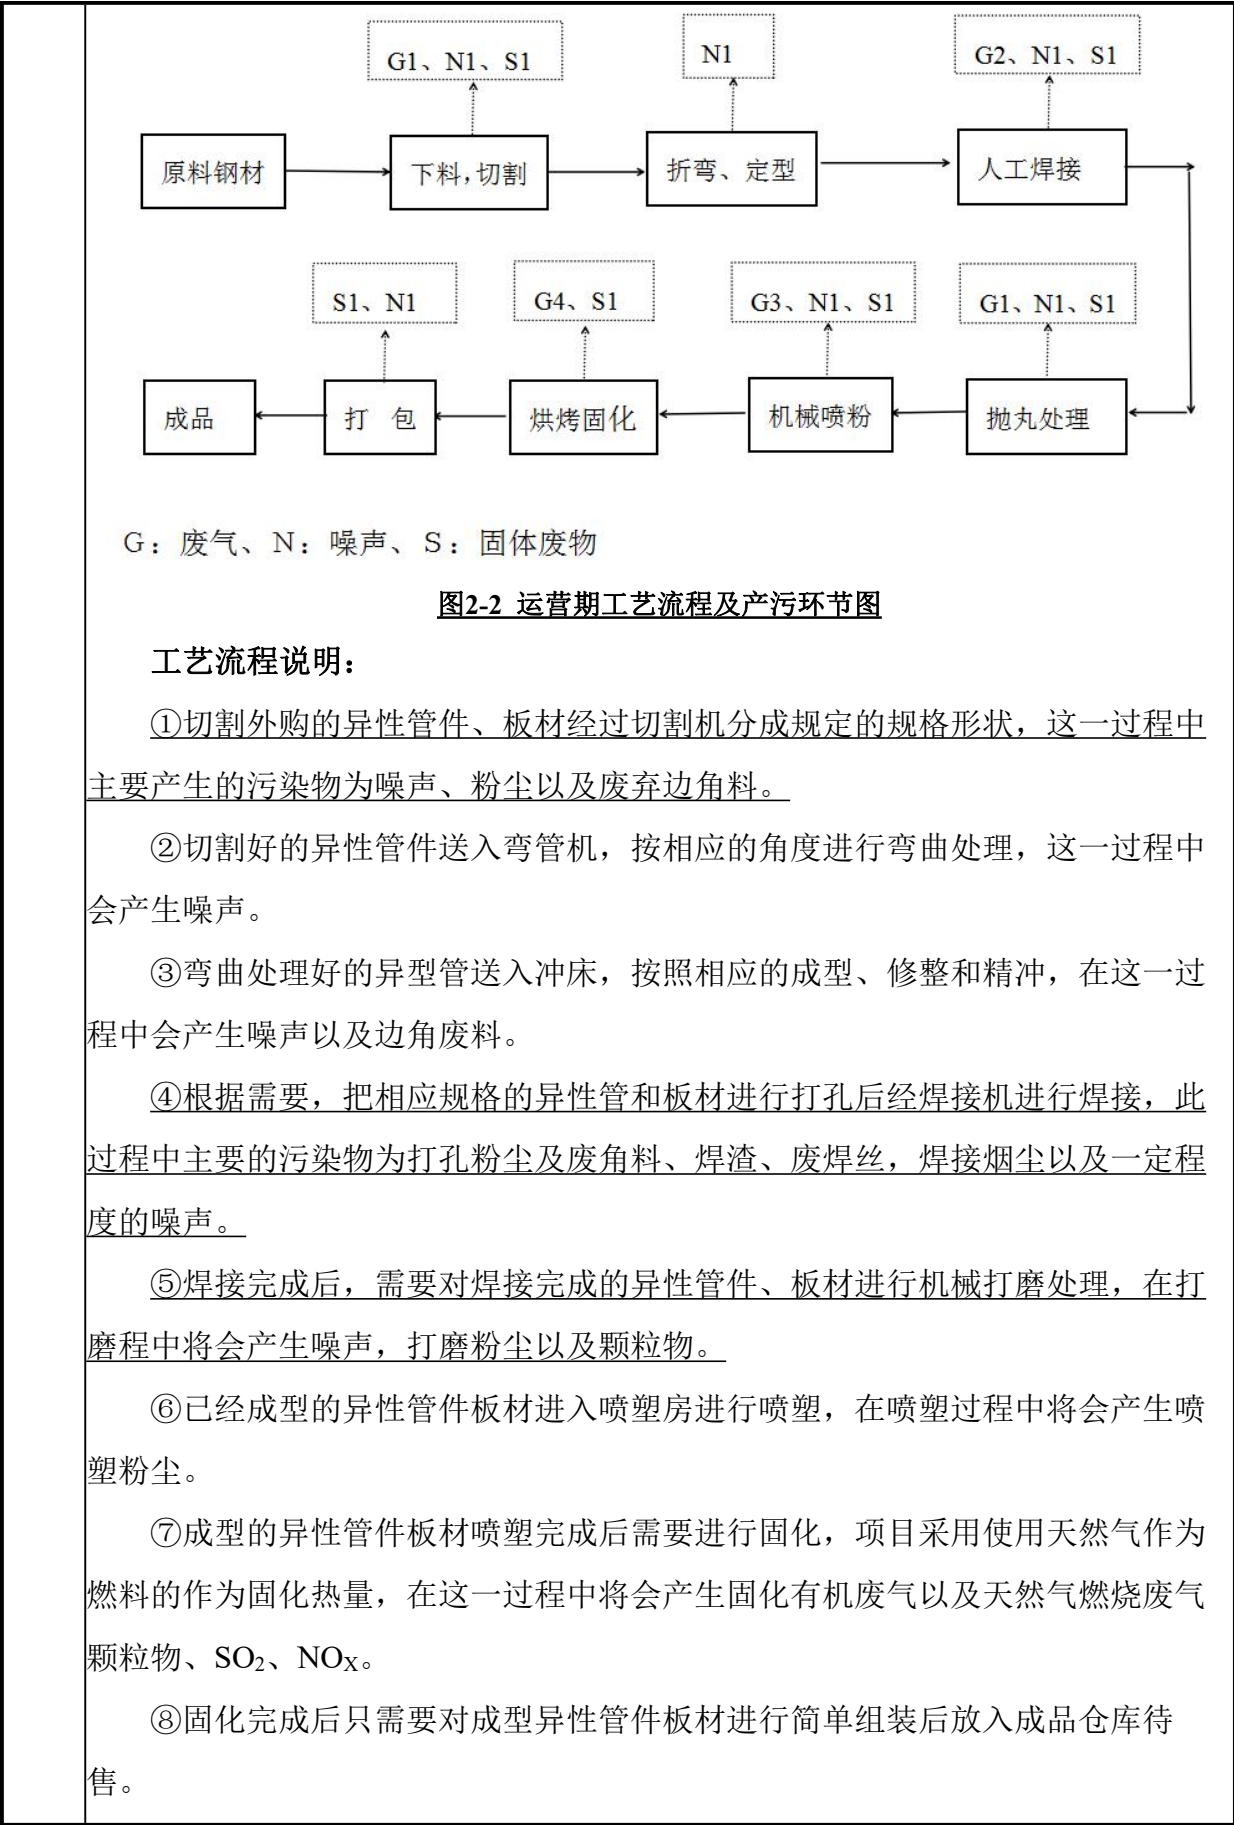 G1、N1、S1
N1
G2、N1、S1
原料钢材
下料，切割
折弯、定型
人工焊接
S1、N1
G4、S1
G3、N1、S1
G1、N1、S1
成品
打 包
烘烤固化
机械喷粉
抛丸处理
G：废气、N：噪声、S：固体废物
图2-2 运营期工艺流程及产污环节图
工艺流程说明：
①切割外购的异性管件、板材经过切割机分成规定的规格形状，这一过程中
主要产生的污染物为噪声、粉尘以及废弃边角料。
②切割好的异性管件送入弯管机，按相应的角度进行弯曲处理，这一过程中
会产生噪声。
③弯曲处理好的异型管送入冲床，按照相应的成型、修整和精冲，在这一过
程中会产生噪声以及边角废料。
④根据需要，把相应规格的异性管和板材进行打孔后经焊接机进行焊接，此
过程中主要的污染物为打孔粉尘及废角料、焊渣、废焊丝，焊接烟尘以及一定程
度的噪声。
⑤焊接完成后，需要对焊接完成的异性管件、板材进行机械打磨处理，在打
磨程中将会产生噪声，打磨粉尘以及颗粒物。
⑥已经成型的异性管件板材进入喷塑房进行喷塑，在喷塑过程中将会产生喷
塑粉尘。
⑦成型的异性管件板材喷塑完成后需要进行固化，项目采用使用天然气作为
燃料的作为固化热量，在这一过程中将会产生固化有机废气以及天然气燃烧废气
颗粒物、SO₂、NOX。
⑧固化完成后只需要对成型异性管件板材进行简单组装后放入成品仓库待
售。